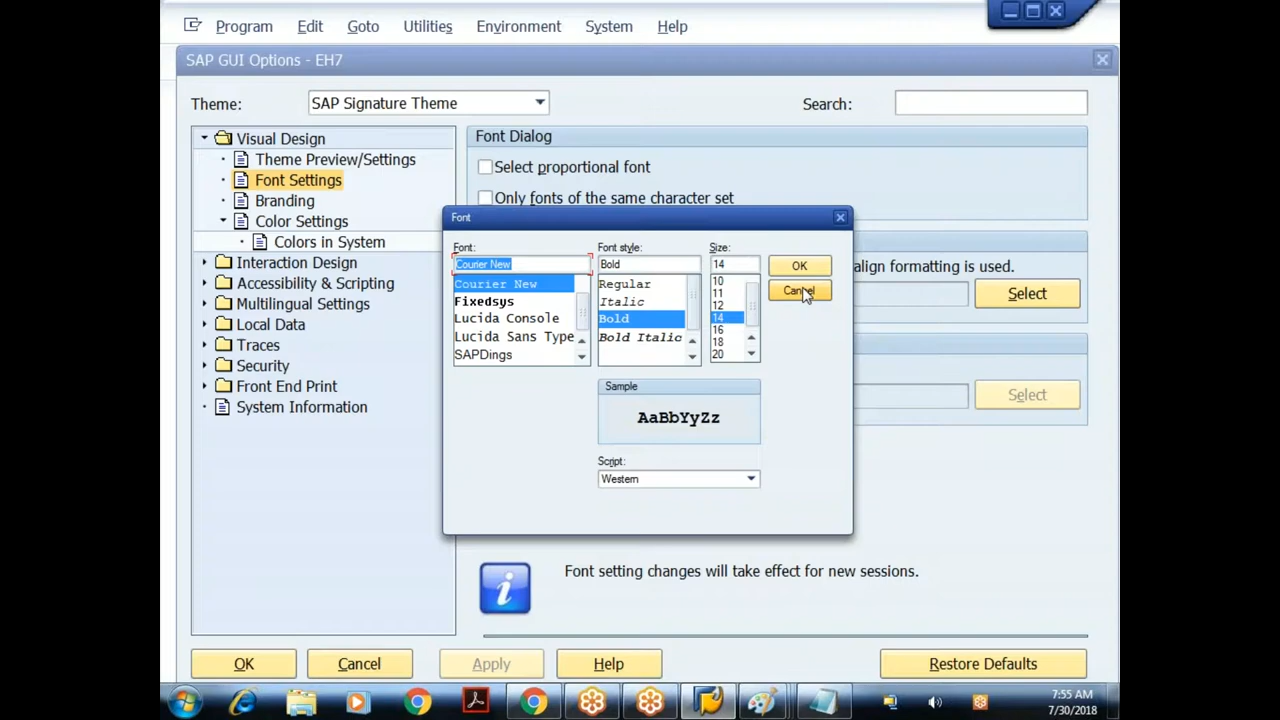 Program Edit Goto Utilities Environment System Help
SAP GUI Options - EH7
Theme: SAP Signature Theme Search:
Visual Design
Theme Preview/Settings
Font Settings
Branding
Color Settings
Colors in System
Interaction Design
Accessibility & Scripting
Multilingual Settings
Local Data
Traces
Security
Front End Print
System Information
Font Dialog
Select proportional font
Only fonts of the same character set
align formatting is used.
Select
Select
Font
Font: Font style: Size:
Courier New Bold 14
Courier New
Fixedsys
Lucida Console
Lucida Sans Type
SAPDings
Regular
Italic
Bold
Bold Italic
10
11
12
14
16
18
20
OK
Cancel
Sample
AaBbYyZz
Script:
Western
Font setting changes will take effect for new sessions.
OK Cancel Apply Help Restore Defaults
7:55 AM
7/30/2018